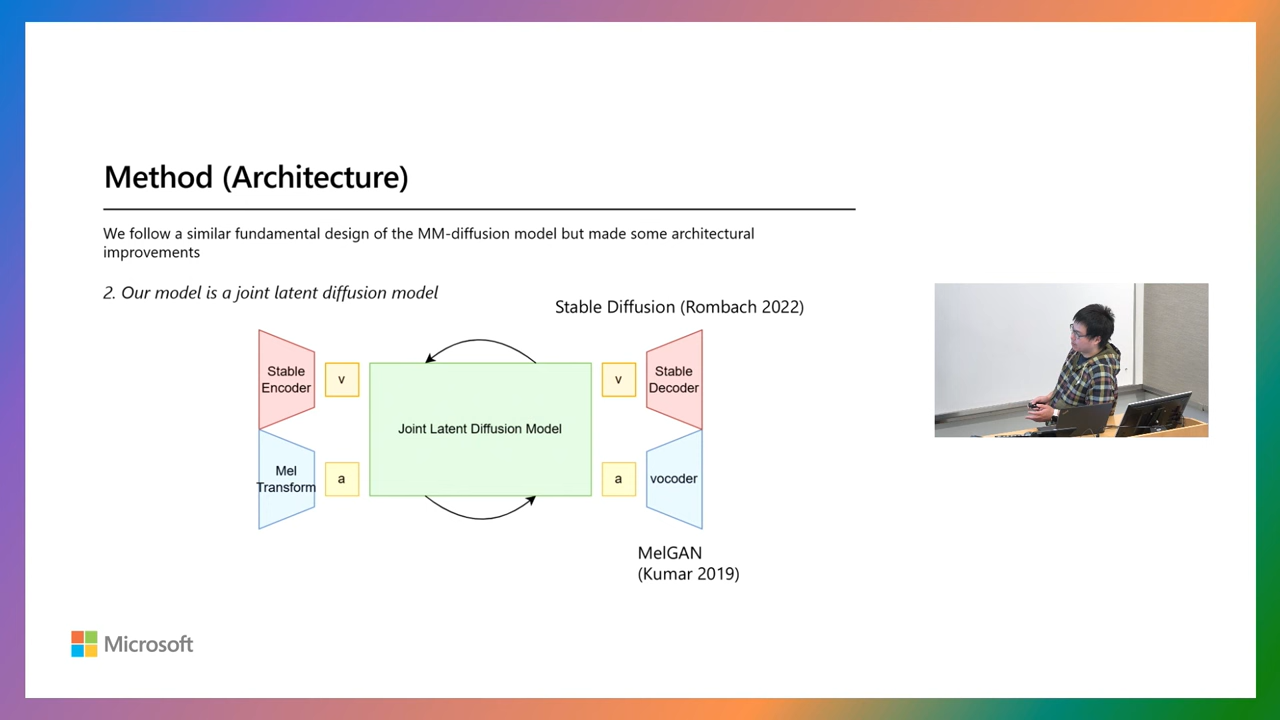 Method (Architecture)
We follow a similar fundamental design of the MM-diffusion model but made some architectural
improvements
2. Our model is a joint latent diffusion model
Stable Diffusion (Rombach 2022)
Stable
Encoder
v
Joint Latent Diffusion Model
v
Stable
Decoder
Mel
Transform
a
a
vocoder
MelGAN
(Kumar 2019)
Microsoft